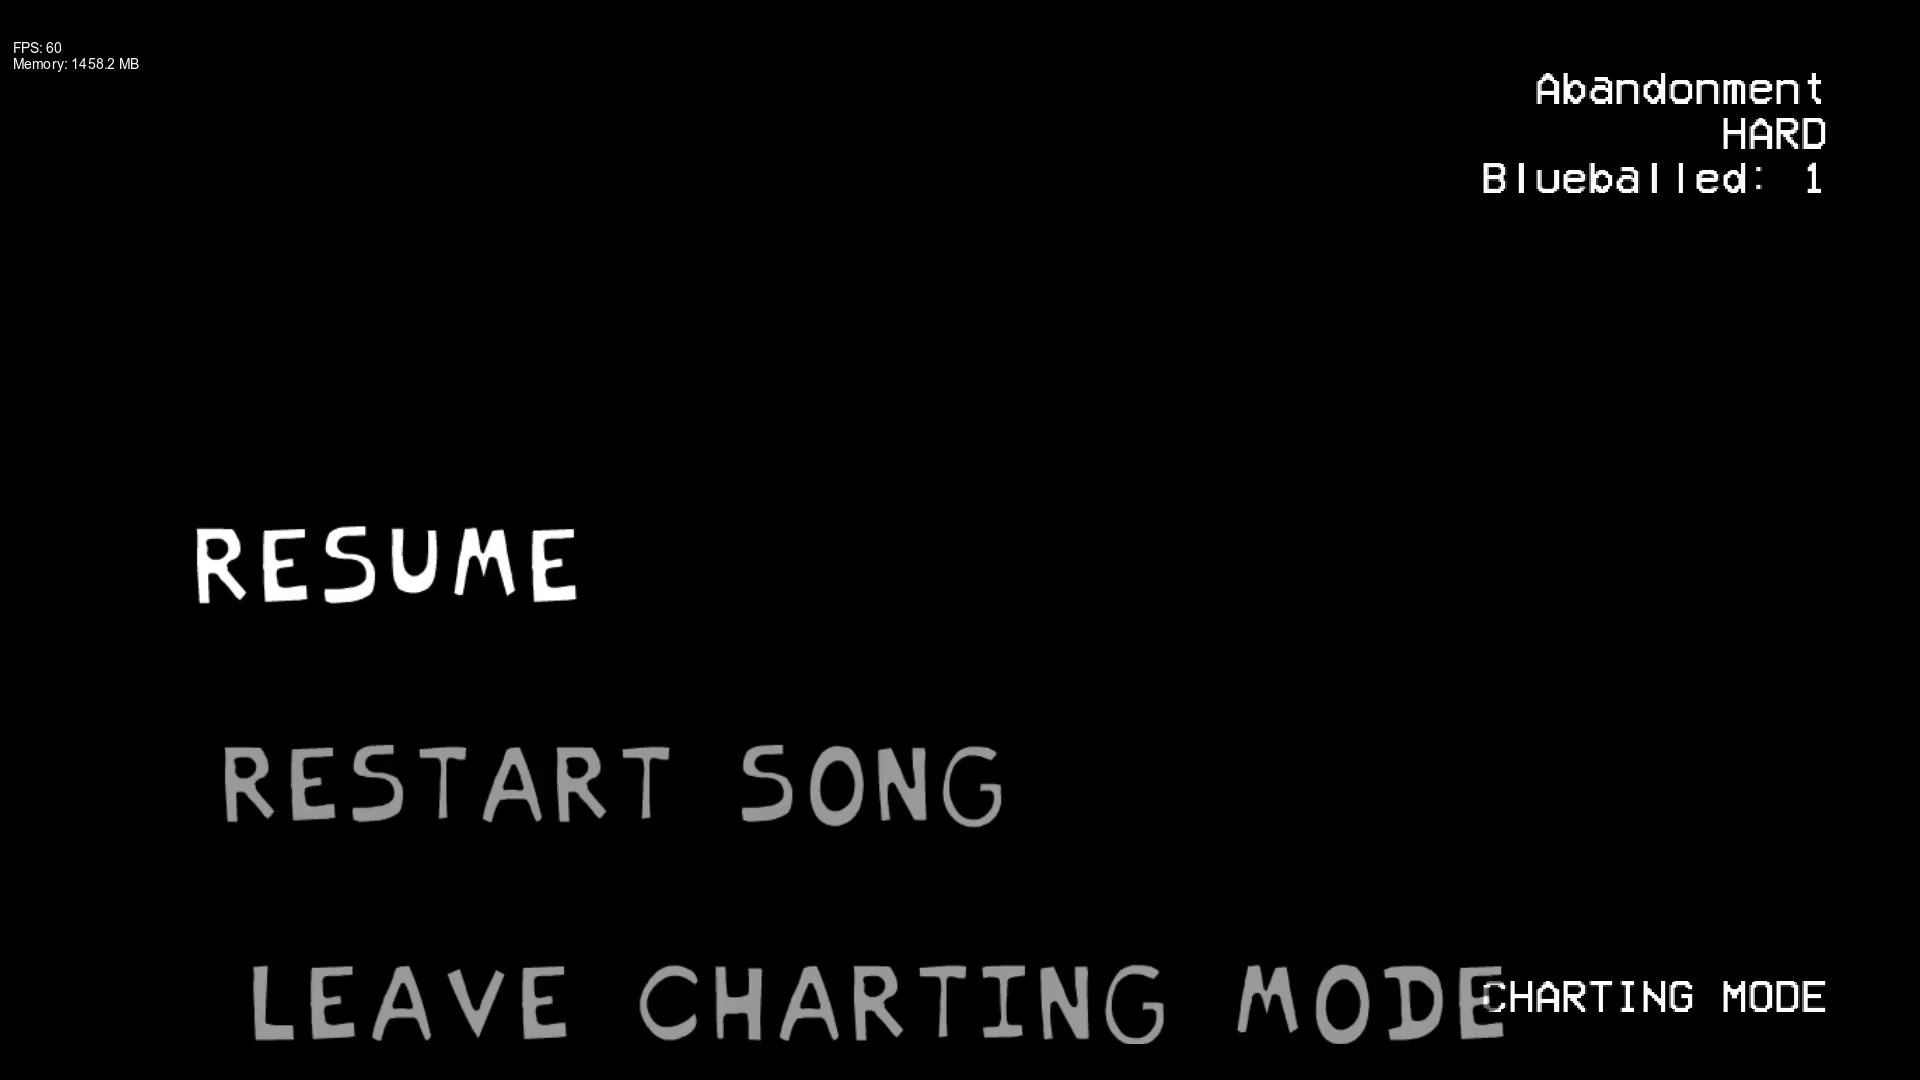 FPS: 60
Memory: 1458.2 MB
Abandonment
HARD
Blueballed: 1
RESUME
RESTART SONG
LEAVE CHARTING MODE
CHARTING MODE